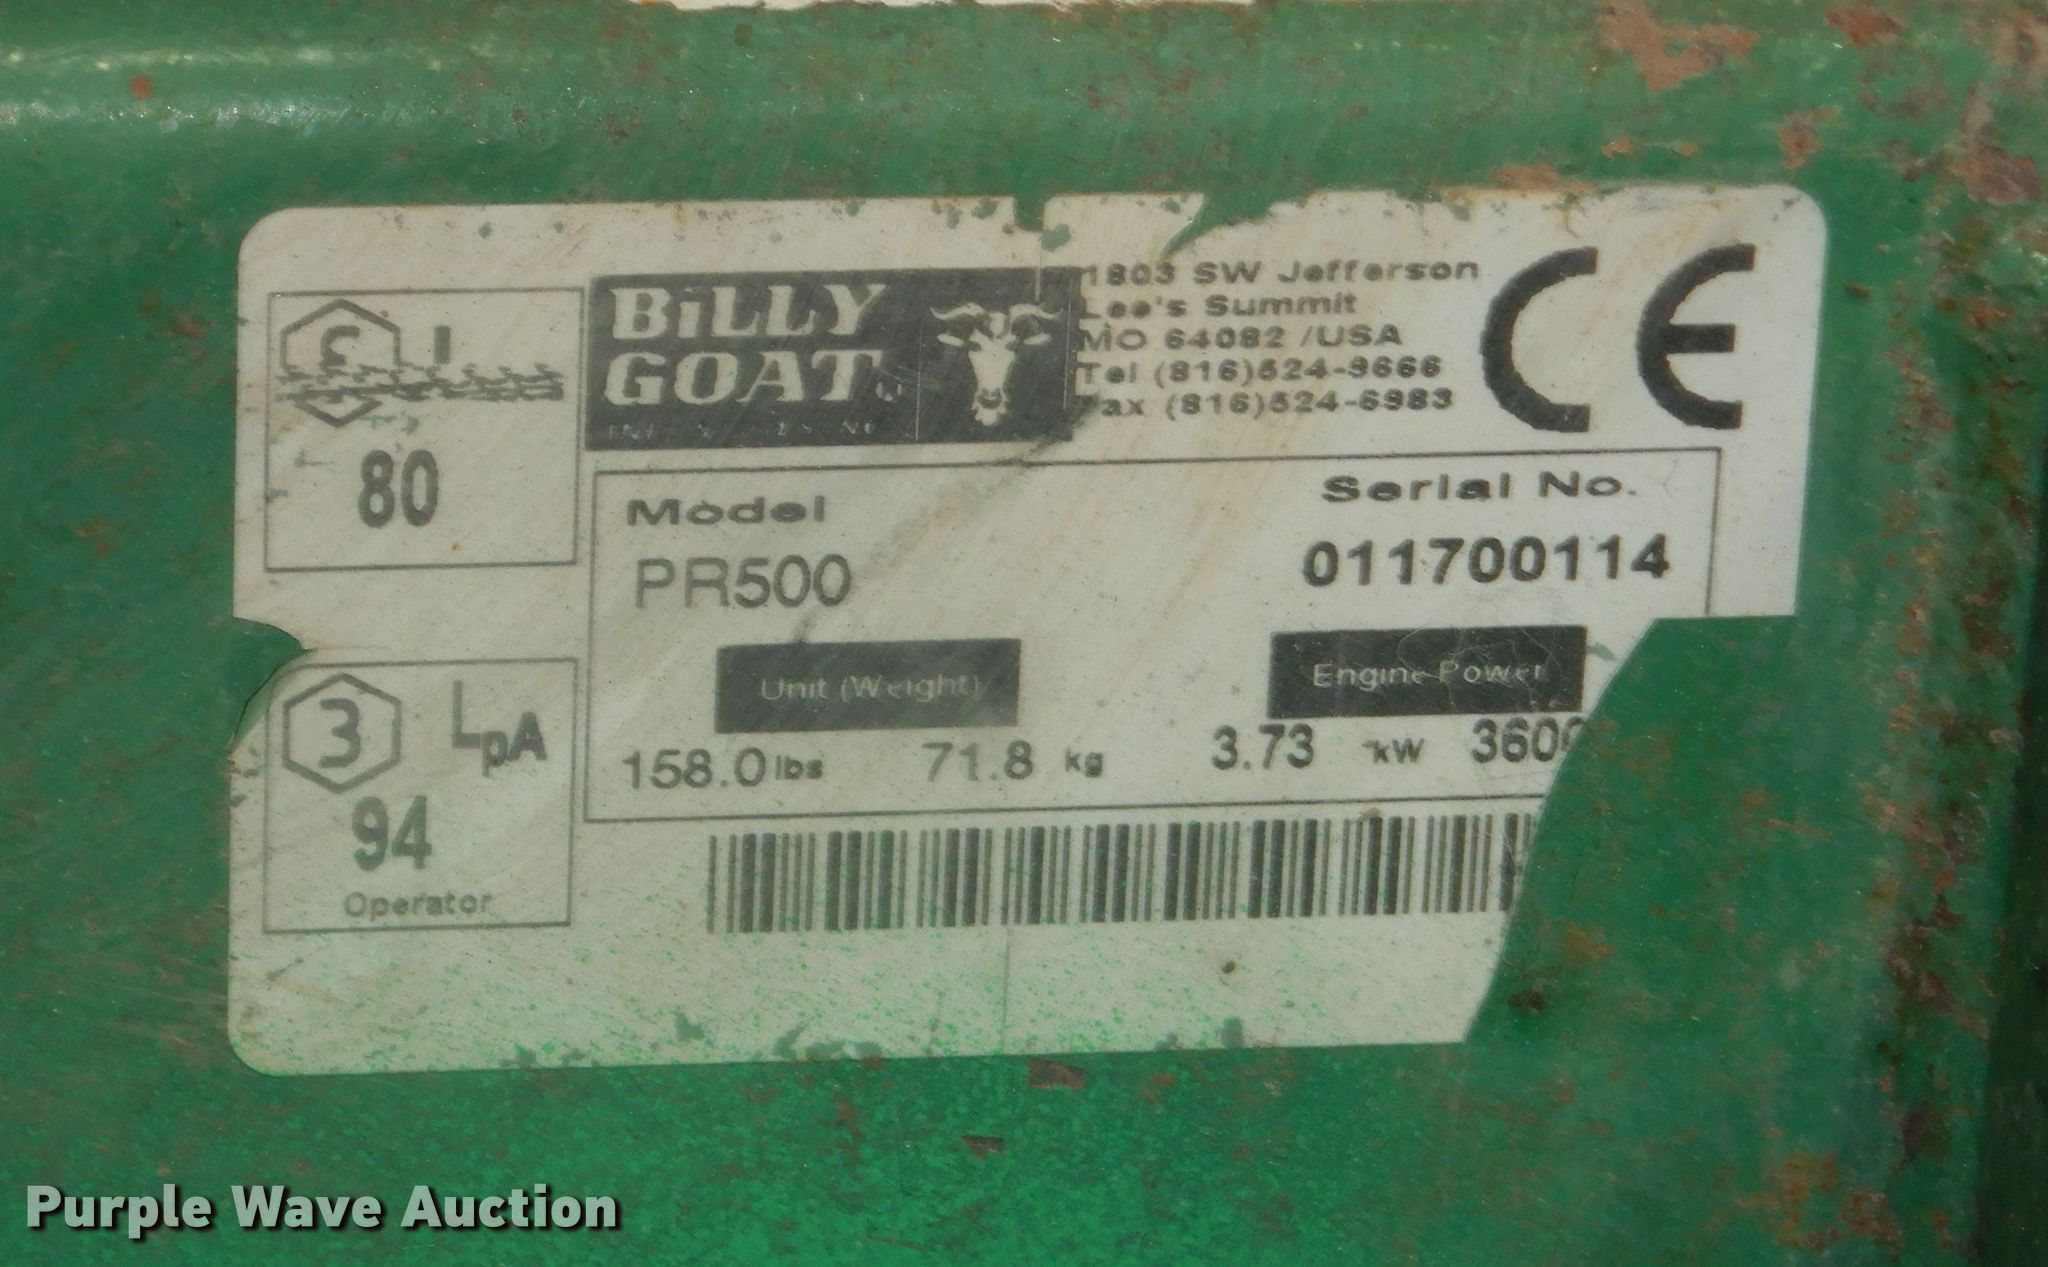 BiLLY
GOAT
1803 SW Jefferson
Lee's Summit
MO 64082 /USA
Tel (816)524-9666
Fax (816)524-6983
CE
80
Model
Serial No.
PR500
011700114
Unit (Weight)
Engine Power
158.0 lbs 71.8 kg
3.73 kW 3600
3 LpA
94
Operator
Purple Wave Auction